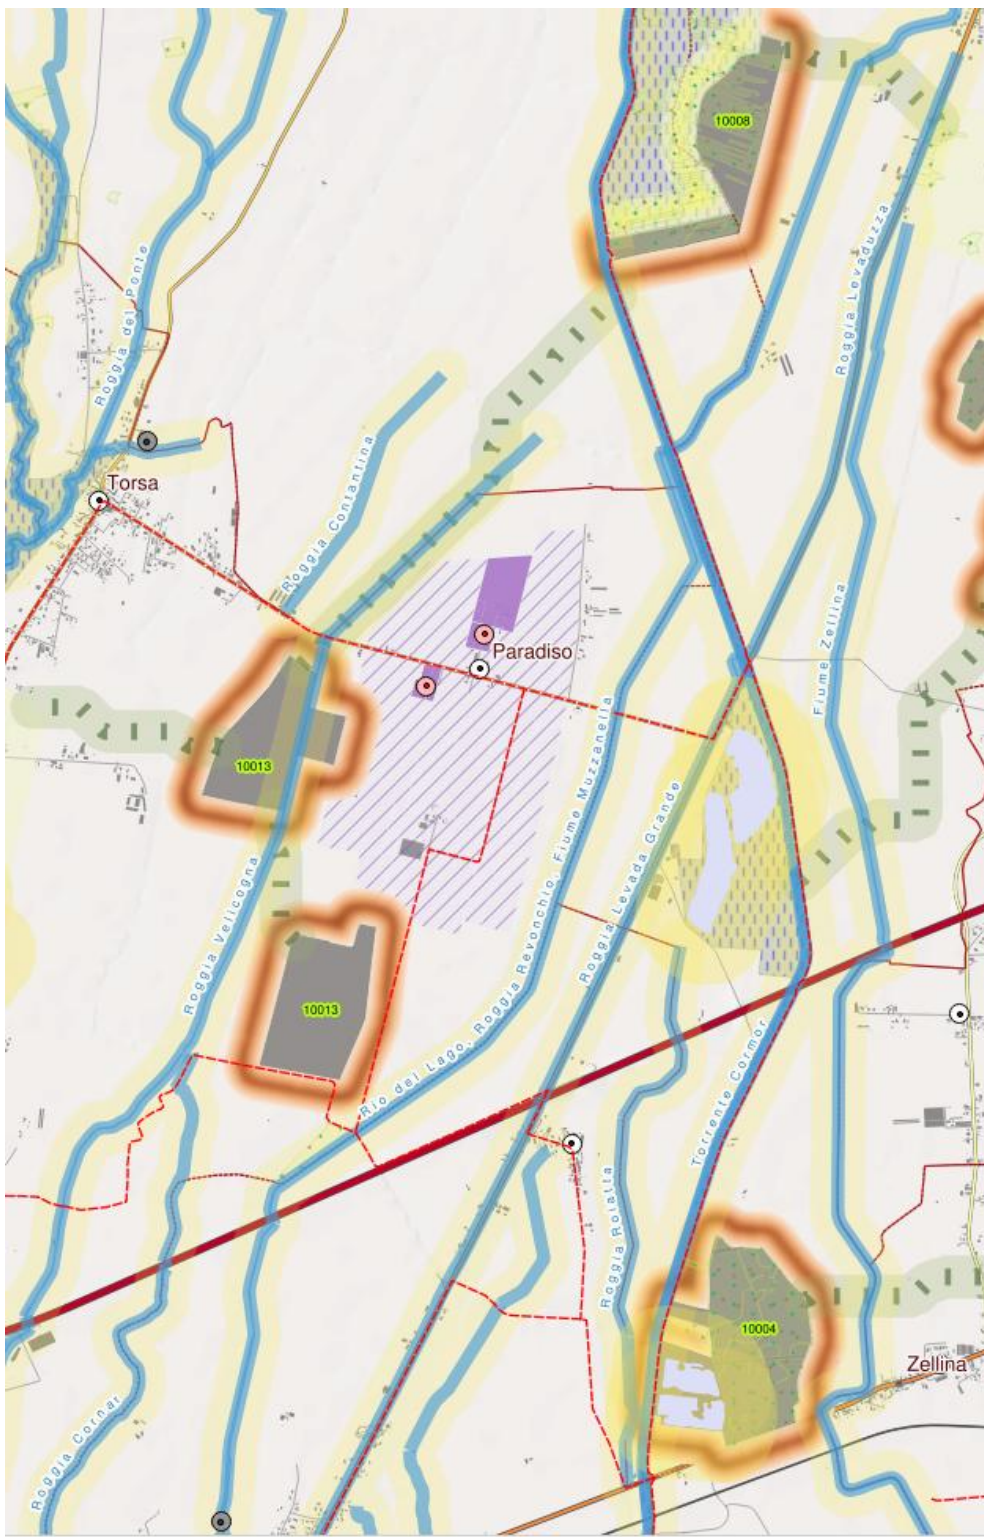 10008
Roggia del Ponte
Roggia Levaduzza
Torsa
Roggia Contantina
Paradiso
Fiume Zellina
10013
Rio del Lago, Roggia Revonchio, Fiume Muzzanella
Roggia Levada Grande
Roggia Velicogna
10013
Torrente Cormor
Roggia Roiatta
10004
Zellina
Roggia Cornar